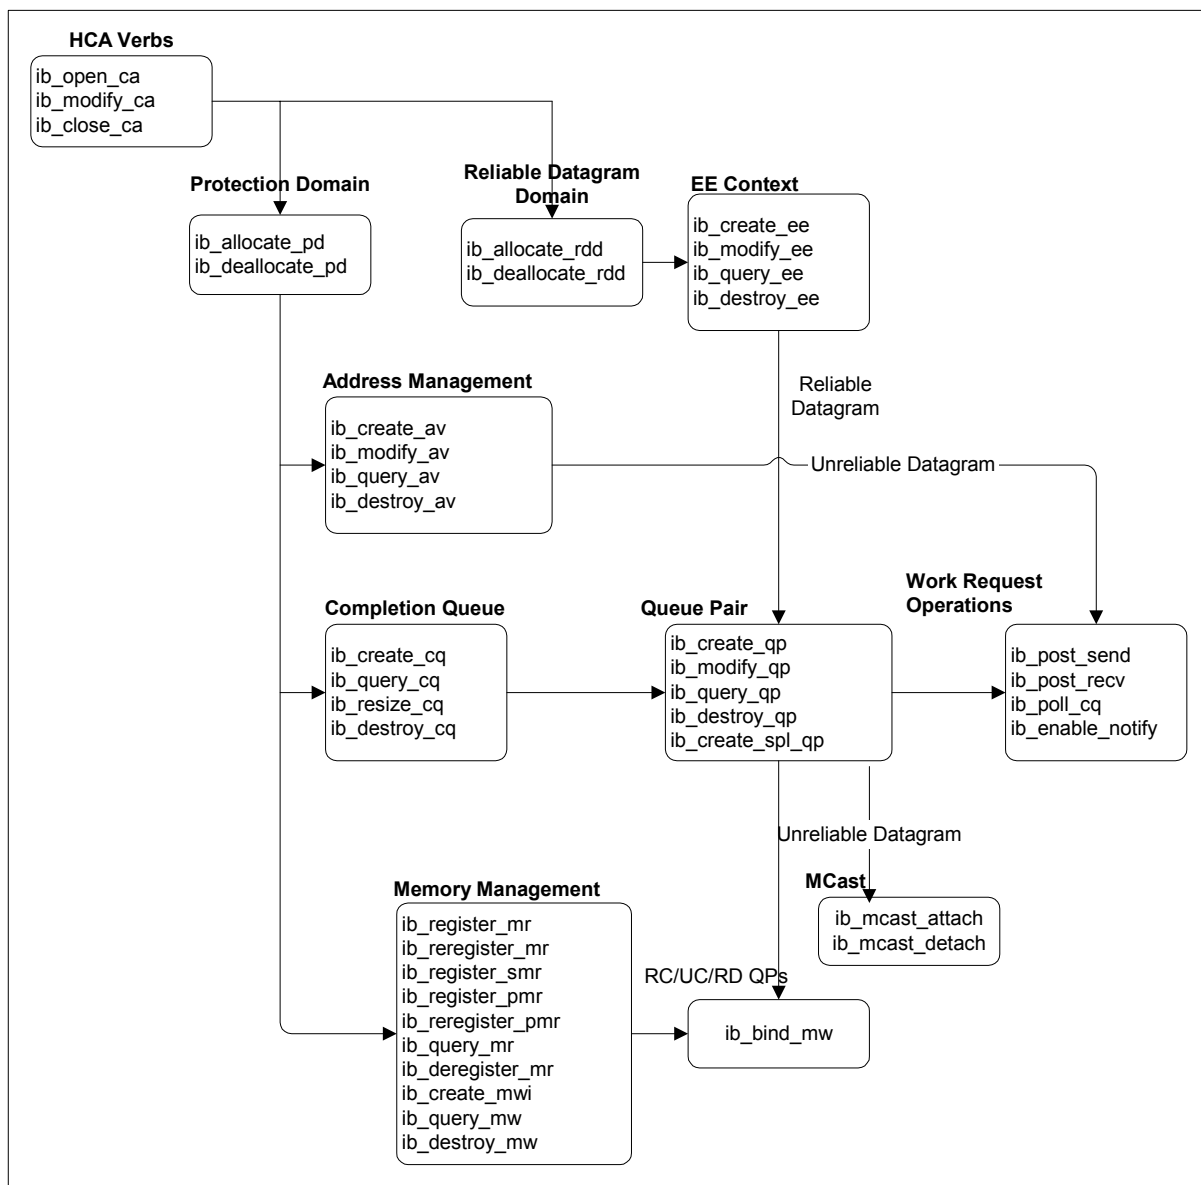 HCA Verbs
ib_open_ca
ib_modify_ca
ib_close_ca
Protection Domain
ib_allocate_pd
ib_deallocate_pd
Reliable Datagram
Domain
ib_allocate_rdd
ib_deallocate_rdd
EE Context
ib_create_ee
ib_modify_ee
ib_query_ee
ib_destroy_ee
Reliable
Datagram
Address Management
ib_create_av
ib_modify_av
ib_query_av
ib_destroy_av
Unreliable Datagram
Completion Queue
ib_create_cq
ib_query_cq
ib_resize_cq
ib_destroy_cq
Queue Pair
ib_create_qp
ib_modify_qp
ib_query_qp
ib_destroy_qp
ib_create_spl_qp
Work Request
Operations
ib_post_send
ib_post_recv
ib_poll_cq
ib_enable_notify
Unreliable Datagram
MCast
ib_mcast_attach
ib_mcast_detach
Memory Management
ib_register_mr
ib_reregister_mr
ib_register_smr
ib_register_pmr
ib_reregister_pmr
ib_query_mr
ib_deregister_mr
ib_create_mwi
ib_query_mw
ib_destroy_mw
RC/UC/RD QPs
ib_bind_mw